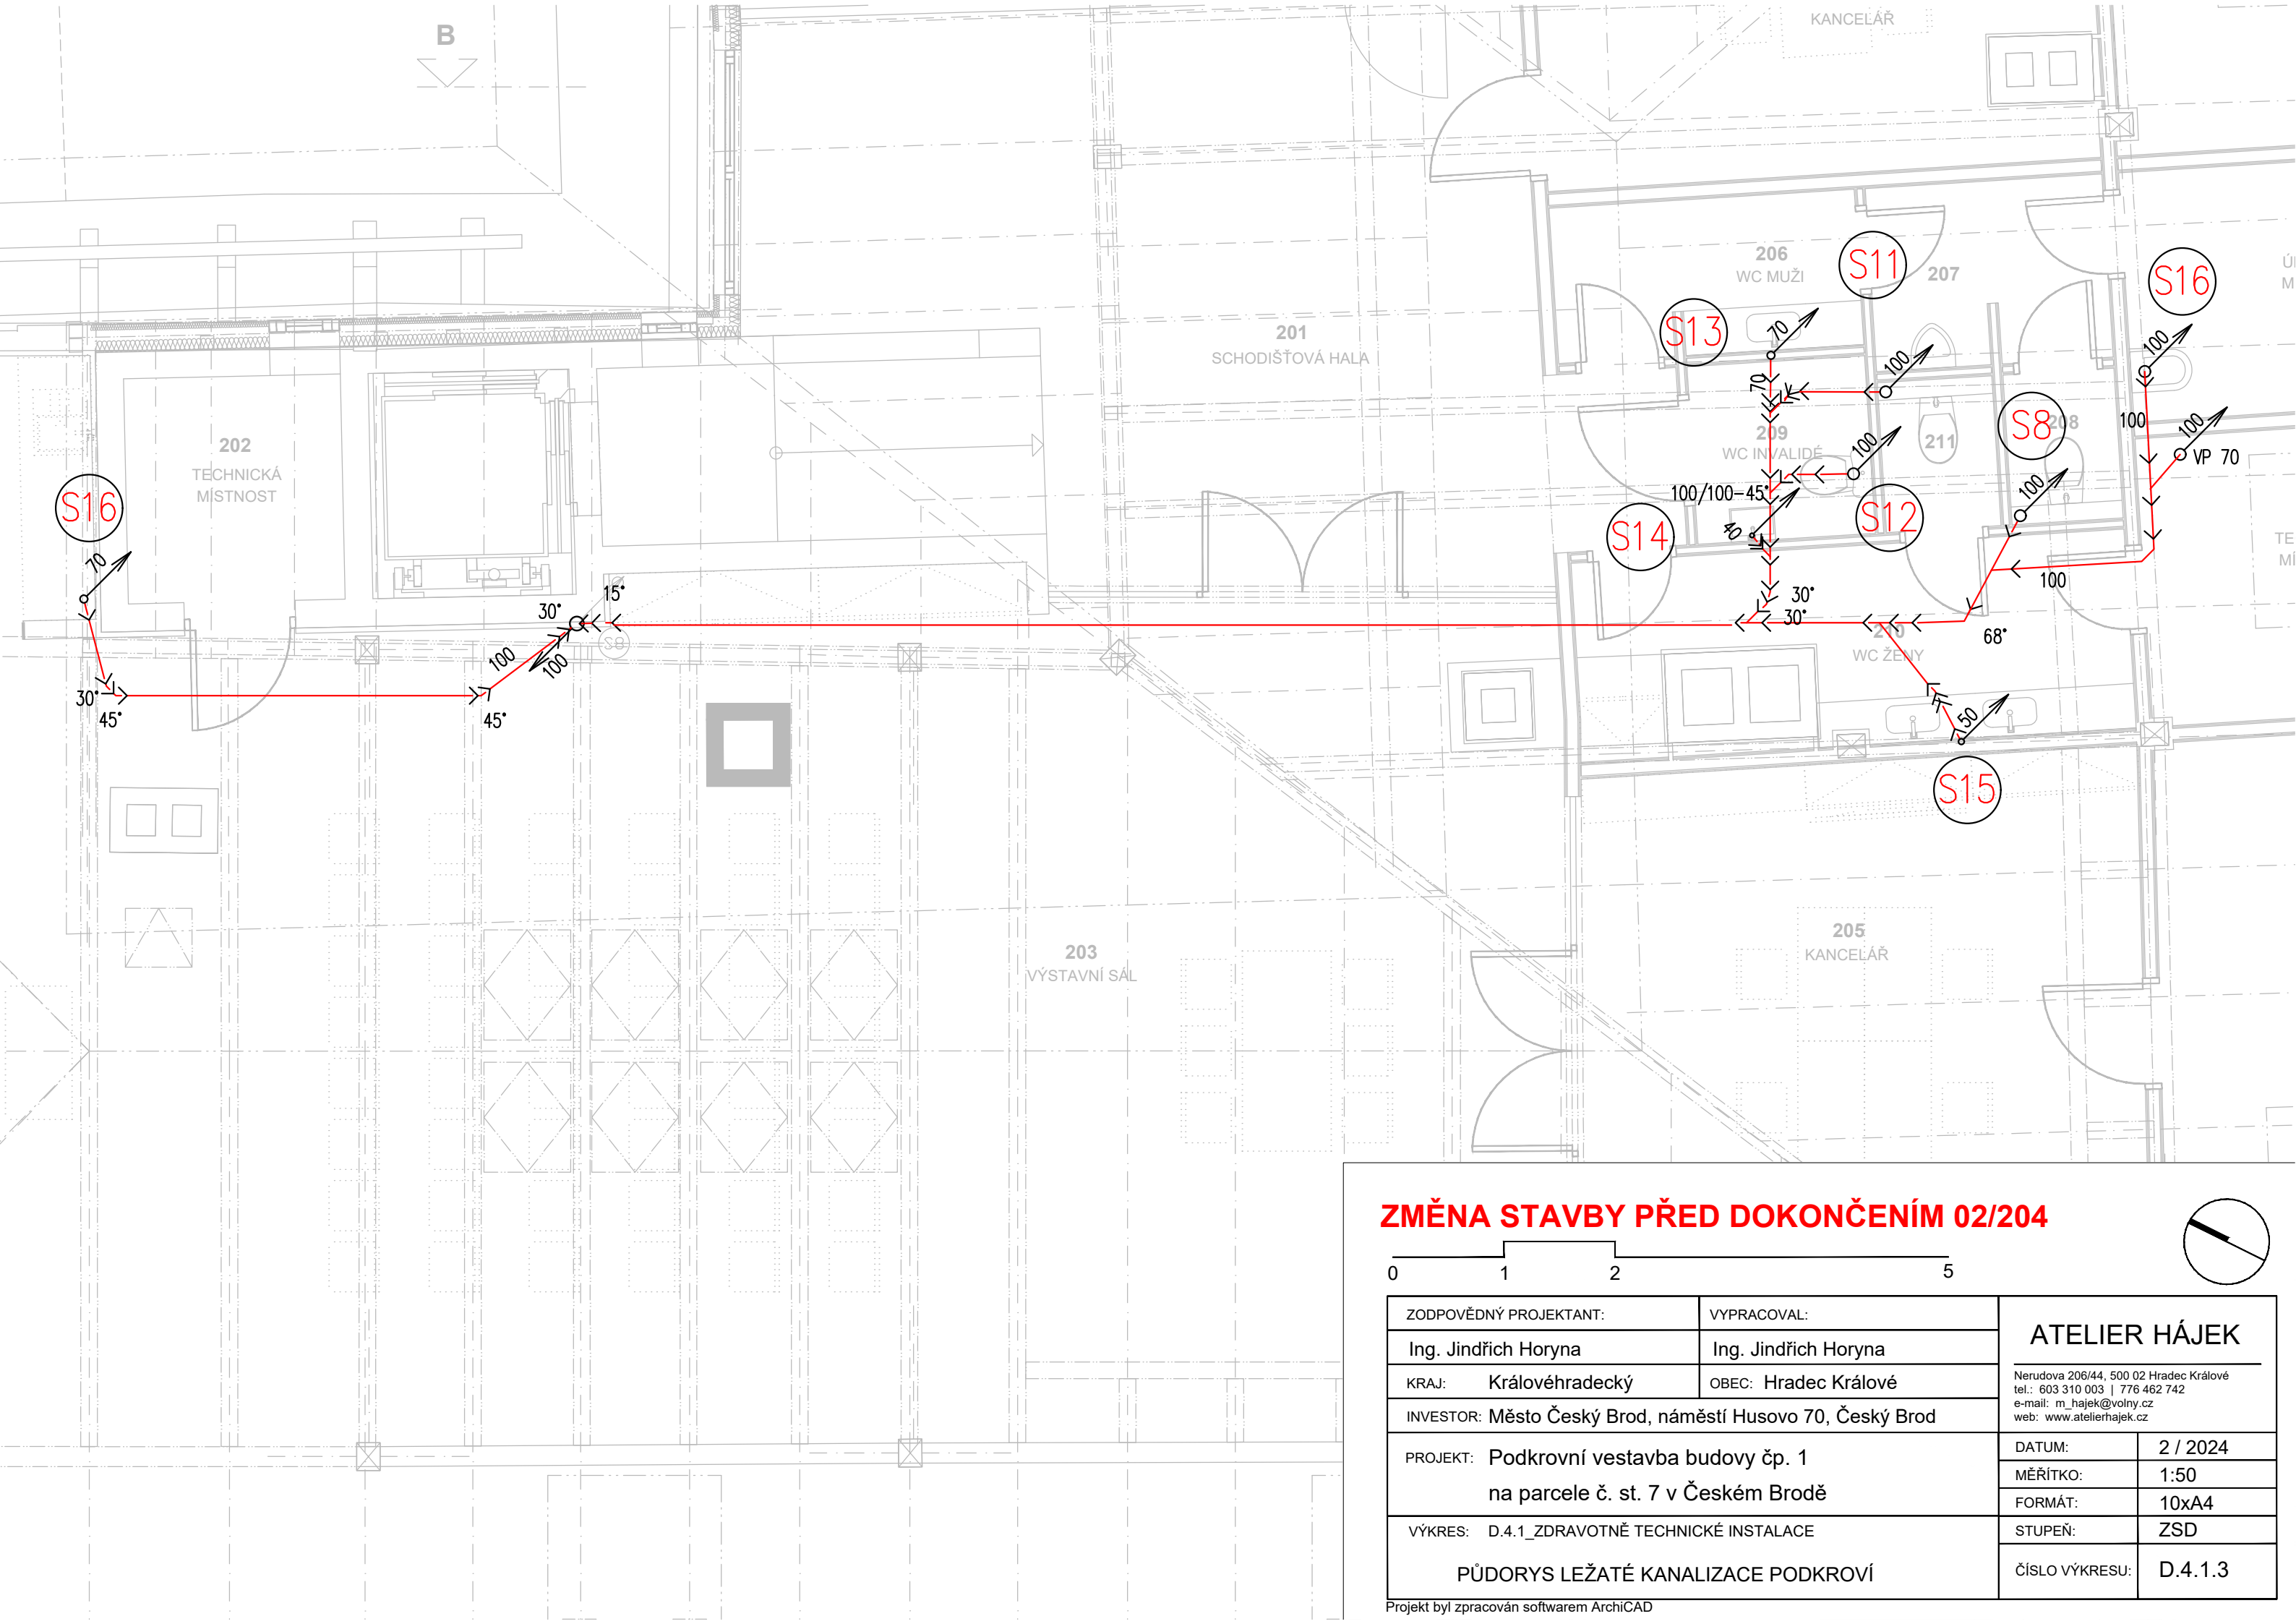 KANCELÁŘ
B
206
WC MUŽI
S11
207
S16
ÚI
M
S13
70
201
SCHODIŠŤOVÁ HALA
100
100
70
202
TECHNICKÁ
MÍSTNOST
209
WC INVALIDÉ
100
211
S8
208
100
100
VP 70
S16
100/100-45°
S14
40
S12
100
TE
MÍ
70
15°
30°
30°
30°
100
S8
100
100
210
WC ŽENY
68°
30°
45°
45°
50
S15
203
VÝSTAVNÍ SÁL
205
KANCELÁŘ
ZMĚNA STAVBY PŘED DOKONČENÍM 02/204
0 1 2 5
ZODPOVĚDNÝ PROJEKTANT: VYPRACOVAL:
Ing. Jindřich Horyna Ing. Jindřich Horyna
KRAJ: Královéhradecký OBEC: Hradec Králové
INVESTOR: Město Český Brod, náměstí Husovo 70, Český Brod
PROJEKT: Podkrovní vestavba budovy čp. 1
na parcele č. st. 7 v Českém Brodě
VÝKRES: D.4.1_ZDRAVOTNĚ TECHNICKÉ INSTALACE
PŮDORYS LEŽATÉ KANALIZACE PODKROVÍ
ATELIER HÁJEK
Nerudova 206/44, 500 02 Hradec Králové
tel.: 603 310 003 | 776 462 742
e-mail: m_hajek@volny.cz
web: www.atelierhajek.cz
DATUM: 2 / 2024
MĚŘÍTKO: 1:50
FORMÁT: 10xA4
STUPEŇ: ZSD
ČÍSLO VÝKRESU: D.4.1.3
Projekt byl zpracován softwarem ArchiCAD